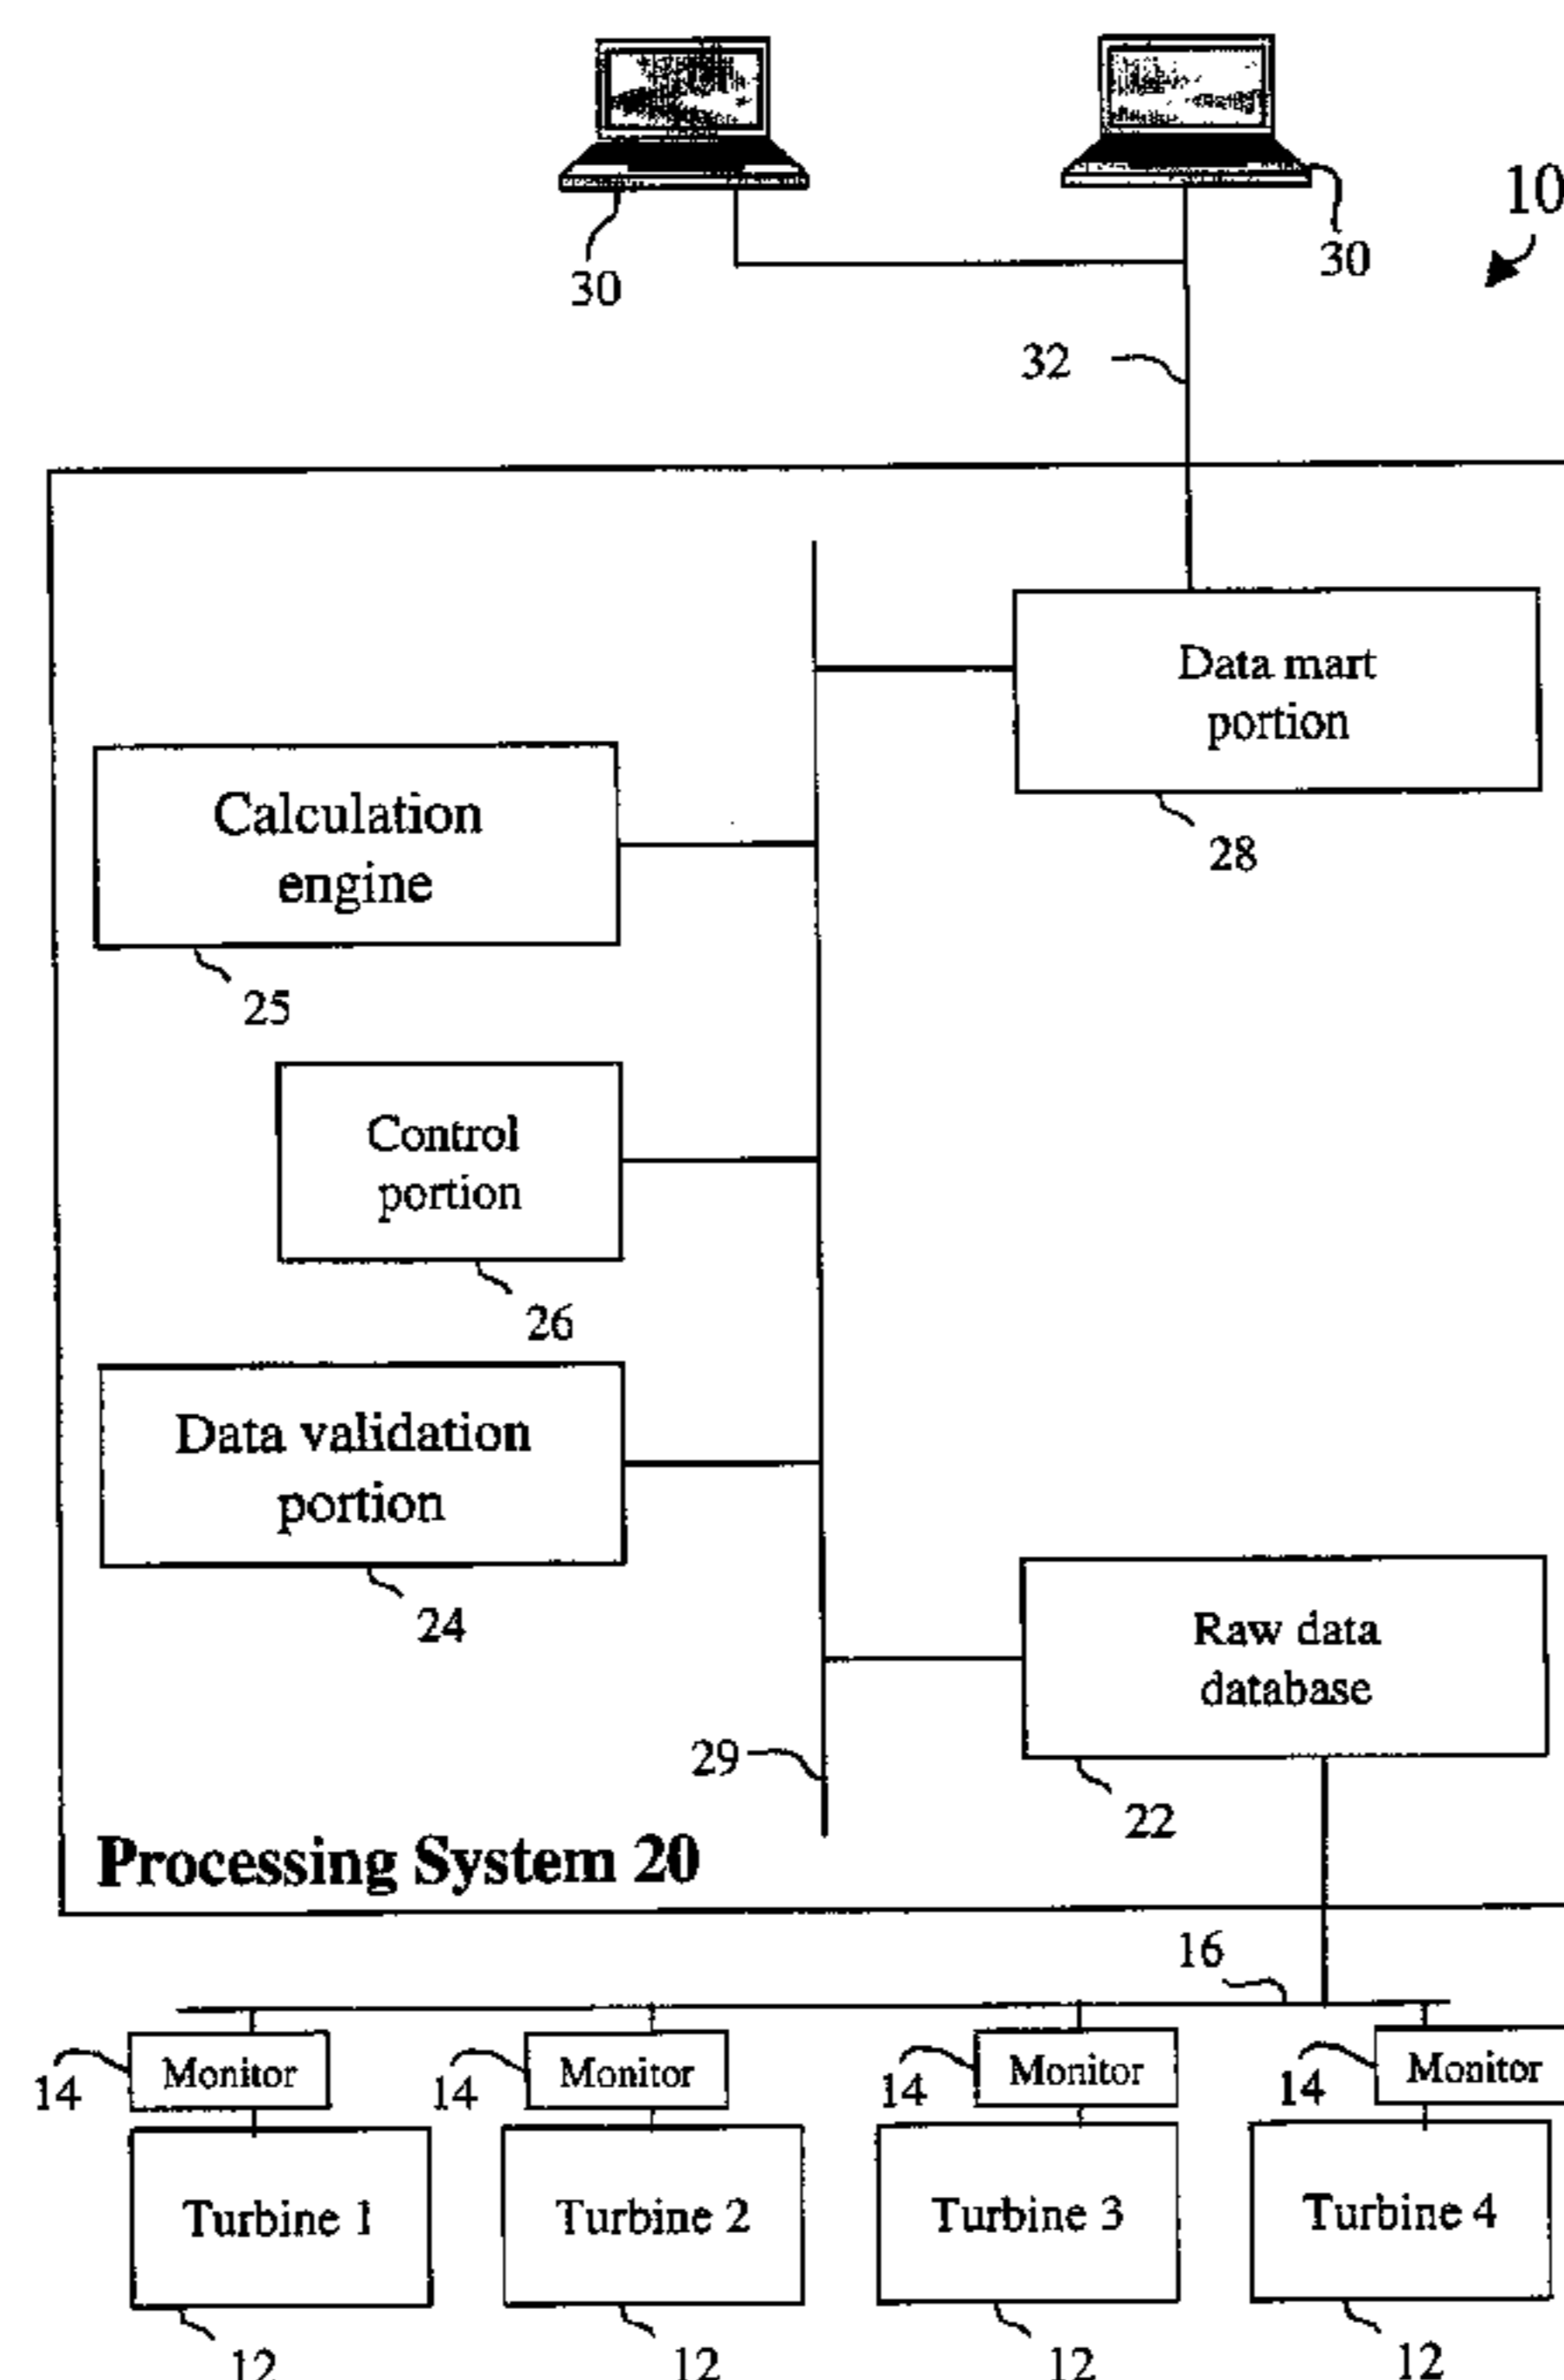 10
30
30
32
Data mart
portion
28
Calculation
engine
25
Control
portion
26
Data validation
portion
24
Raw data
database
22
29
Processing System 20
16
14
Monitor
14
Monitor
14
Monitor
14
Monitor
Turbine 1
Turbine 2
Turbine 3
Turbine 4
12
12
12
12